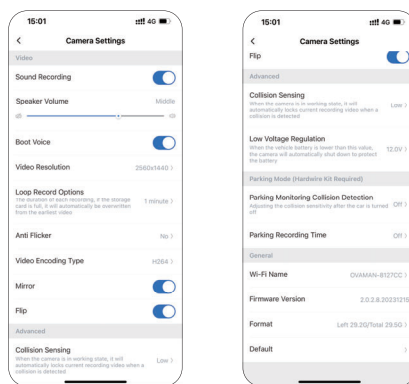 15:01
4G
Camera Settings
Video
Sound Recording
Speaker Volume Middle
Boot Voice
Video Resolution 2560x1440
Loop Record Options
The duration of each recording, if the storage
card is full, it will automatically be overwritten
from the earliest video
1 minute
Anti Flicker No
Video Encoding Type H264
Mirror
Flip
Advanced
Collision Sensing
When the camera is in working state, it will
automatically locks current recording video when a
collision is detected
Low
15:01
4G
Camera Settings
Flip
Advanced
Collision Sensing
When the camera is in working state, it will
automatically locks current recording video when a
collision is detected
Low
Low Voltage Regulation
When the vehicle battery is lower than this value,
the camera will automatically shut down to protect
the battery
12.0V
Parking Mode (Hardwire Kit Required)
Parking Monitoring Collision Detection
Adjusting the collision sensitivity after the car is turned
off
Off
Parking Recording Time Off
General
Wi-Fi Name OVAMAN-8127CC
Firmware Version 2.0.2.8.20231215
Format Left 29.2G/Total 29.5G
Default